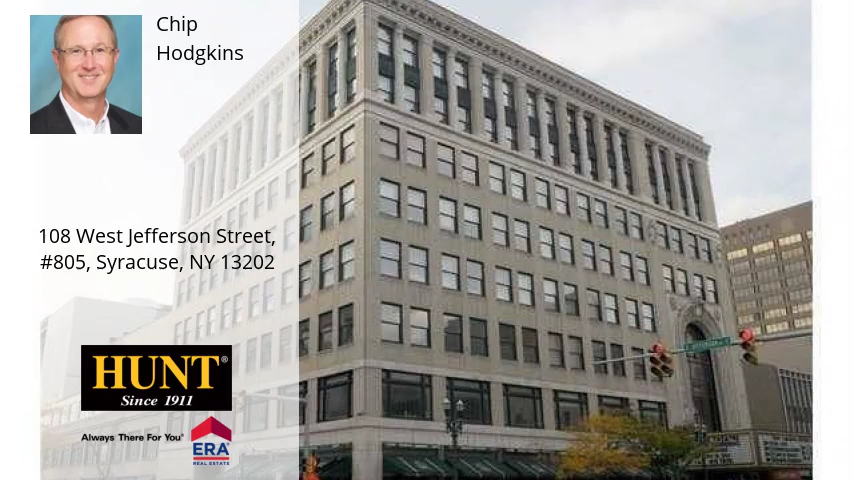 Chip
Hodgkins
108 West Jefferson Street,
#805, Syracuse, NY 13202
HUNT®
Since 1911
Always There For You®
ERA®
REAL ESTATE